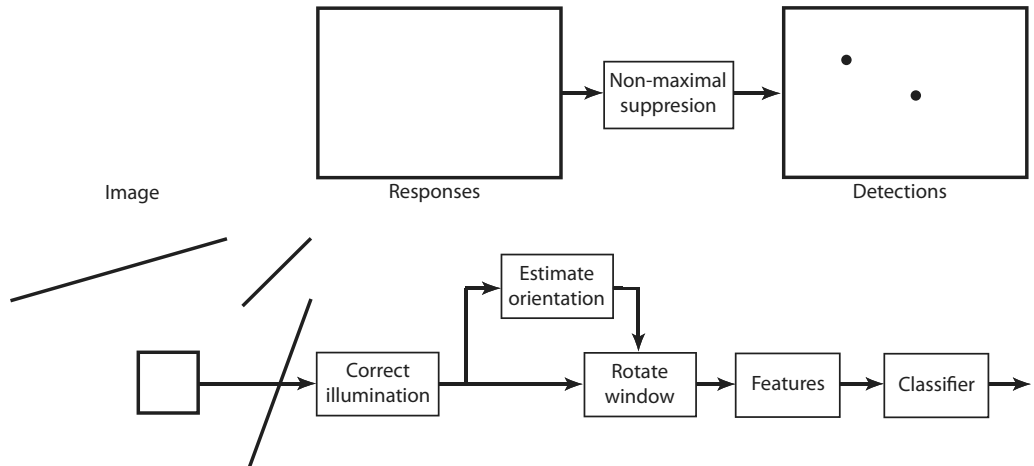 Non-maximal
suppresion
Image
Responses
Detections
Estimate
orientation
Correct
illumination
Rotate
window
Features
Classifier